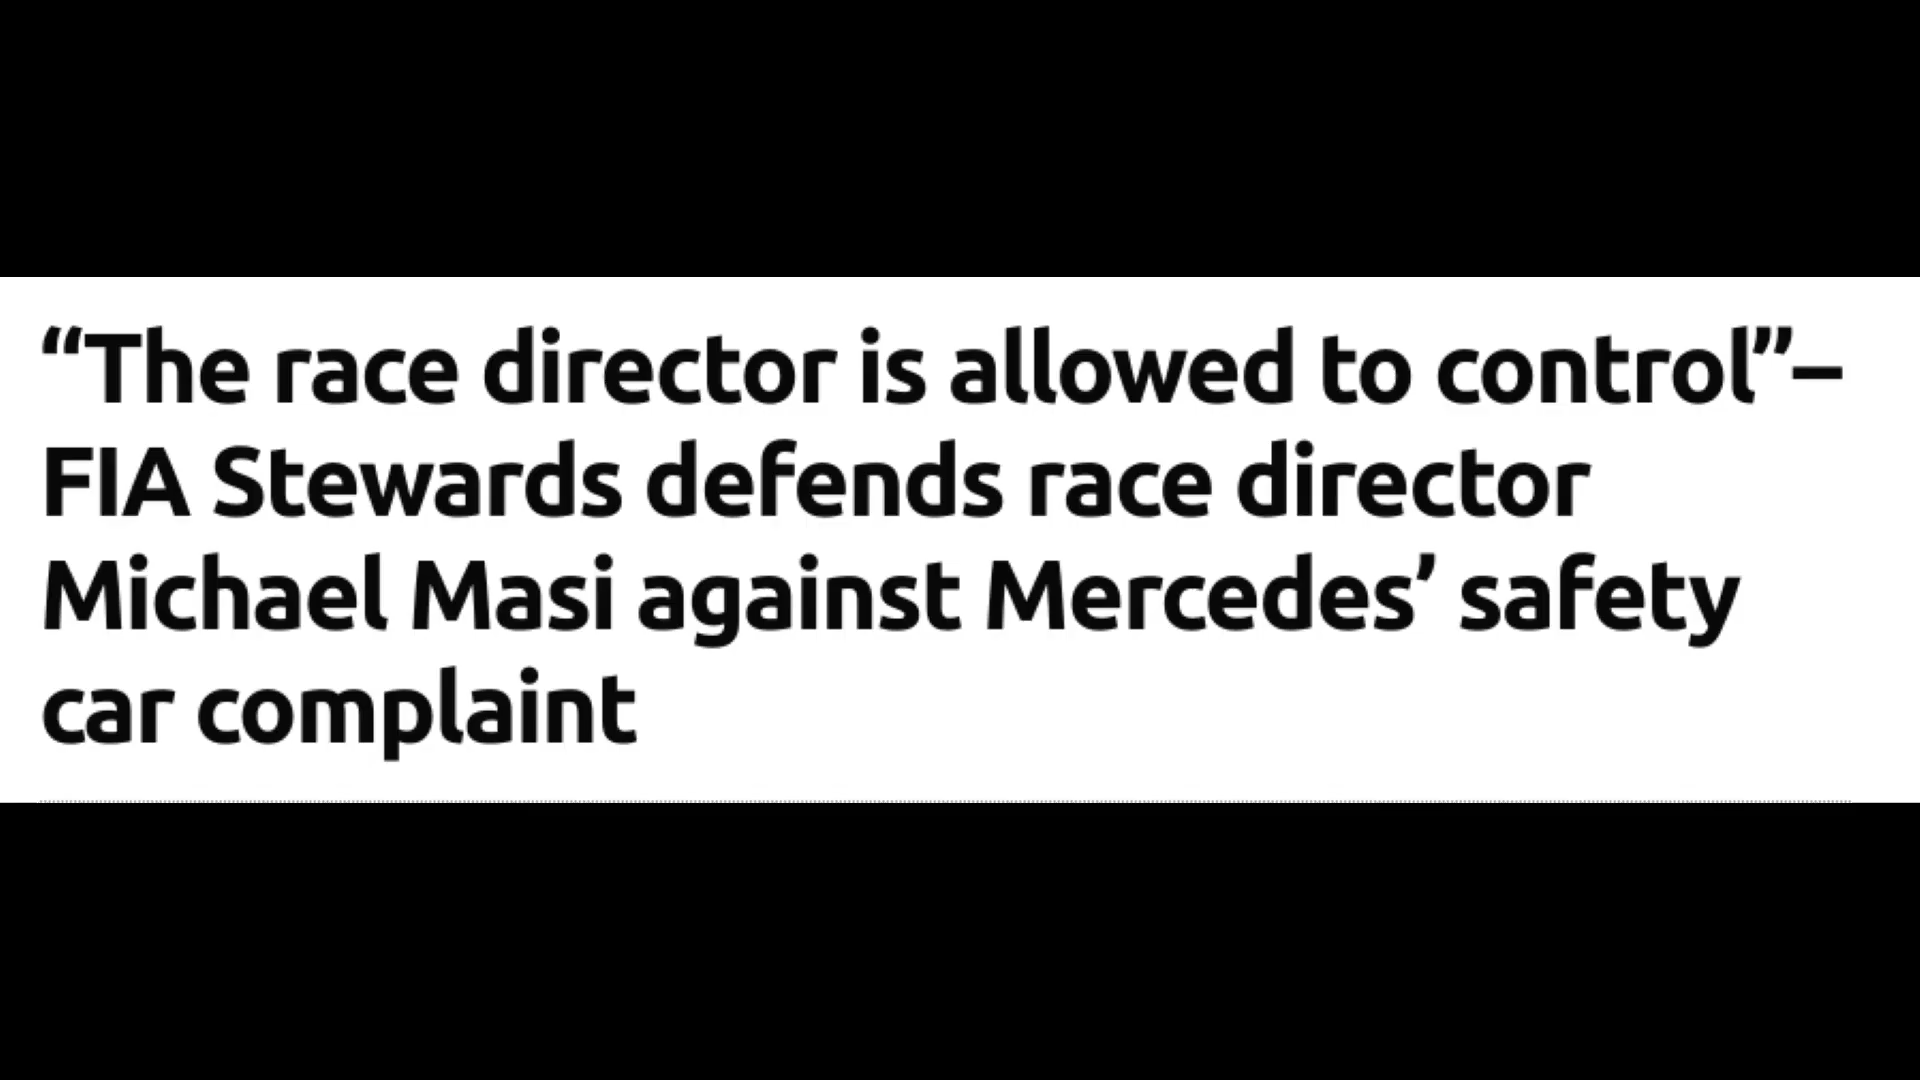 “The race director is allowed to control”–
FIA Stewards defends race director
Michael Masi against Mercedes’ safety
car complaint